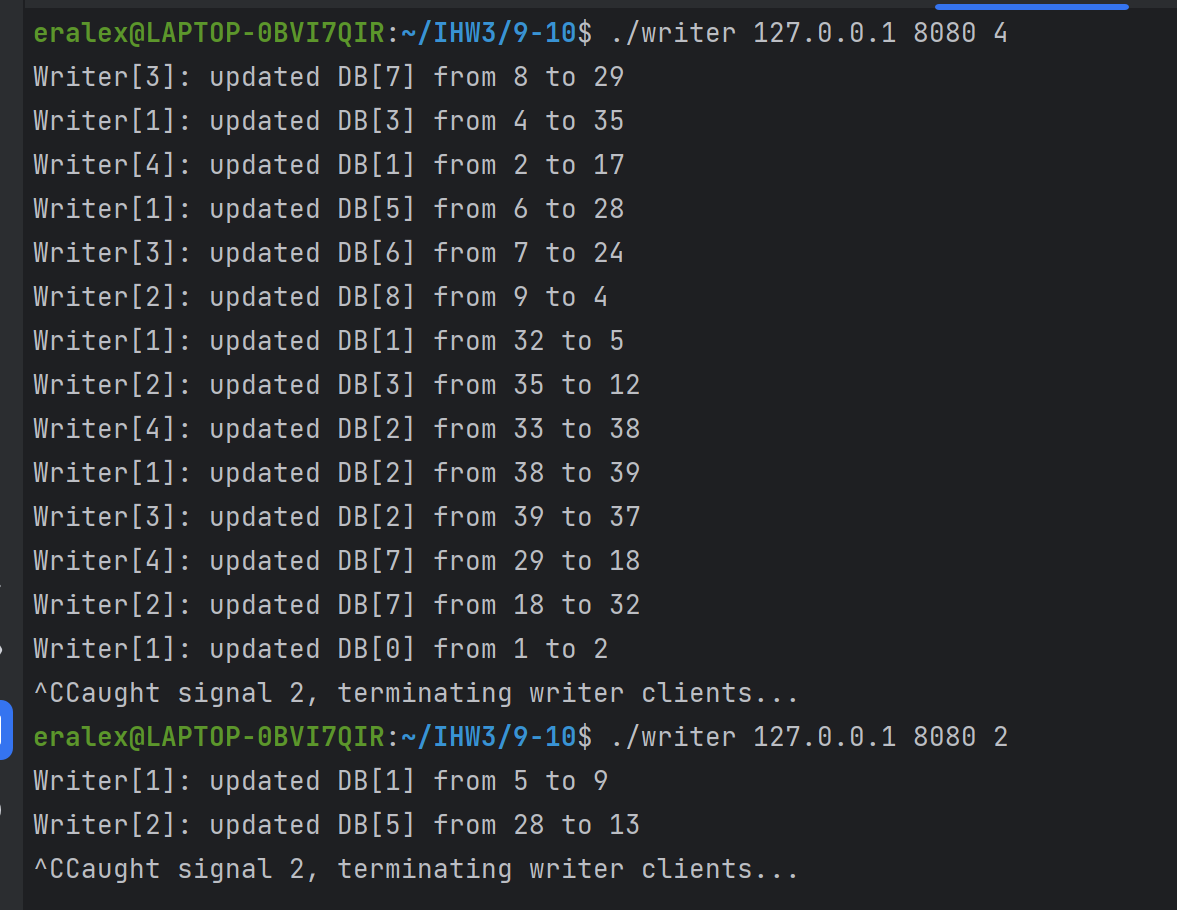 eralex@LAPTOP-0BVI7QIR:~/IHW3/9-10$ ./writer 127.0.0.1 8080 4
Writer[3]: updated DB[7] from 8 to 29
Writer[1]: updated DB[3] from 4 to 35
Writer[4]: updated DB[1] from 2 to 17
Writer[1]: updated DB[5] from 6 to 28
Writer[3]: updated DB[6] from 7 to 24
Writer[2]: updated DB[8] from 9 to 4
Writer[1]: updated DB[1] from 32 to 5
Writer[2]: updated DB[3] from 35 to 12
Writer[4]: updated DB[2] from 33 to 38
Writer[1]: updated DB[2] from 38 to 39
Writer[3]: updated DB[2] from 39 to 37
Writer[4]: updated DB[7] from 29 to 18
Writer[2]: updated DB[7] from 18 to 32
Writer[1]: updated DB[0] from 1 to 2
^CCaught signal 2, terminating writer clients...
eralex@LAPTOP-0BVI7QIR:~/IHW3/9-10$ ./writer 127.0.0.1 8080 2
Writer[1]: updated DB[1] from 5 to 9
Writer[2]: updated DB[5] from 28 to 13
^CCaught signal 2, terminating writer clients...